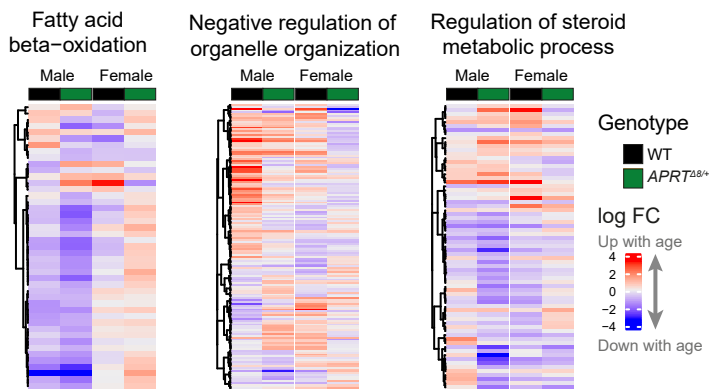 Fatty acid
beta−oxidation
Male Female
Negative regulation of
organelle organization
Male Female
Regulation of steroid
metabolic process
Male Female
Genotype
WT
APRTΔ8/+
log FC
Up with age
4
2
0
−2
−4
Down with age